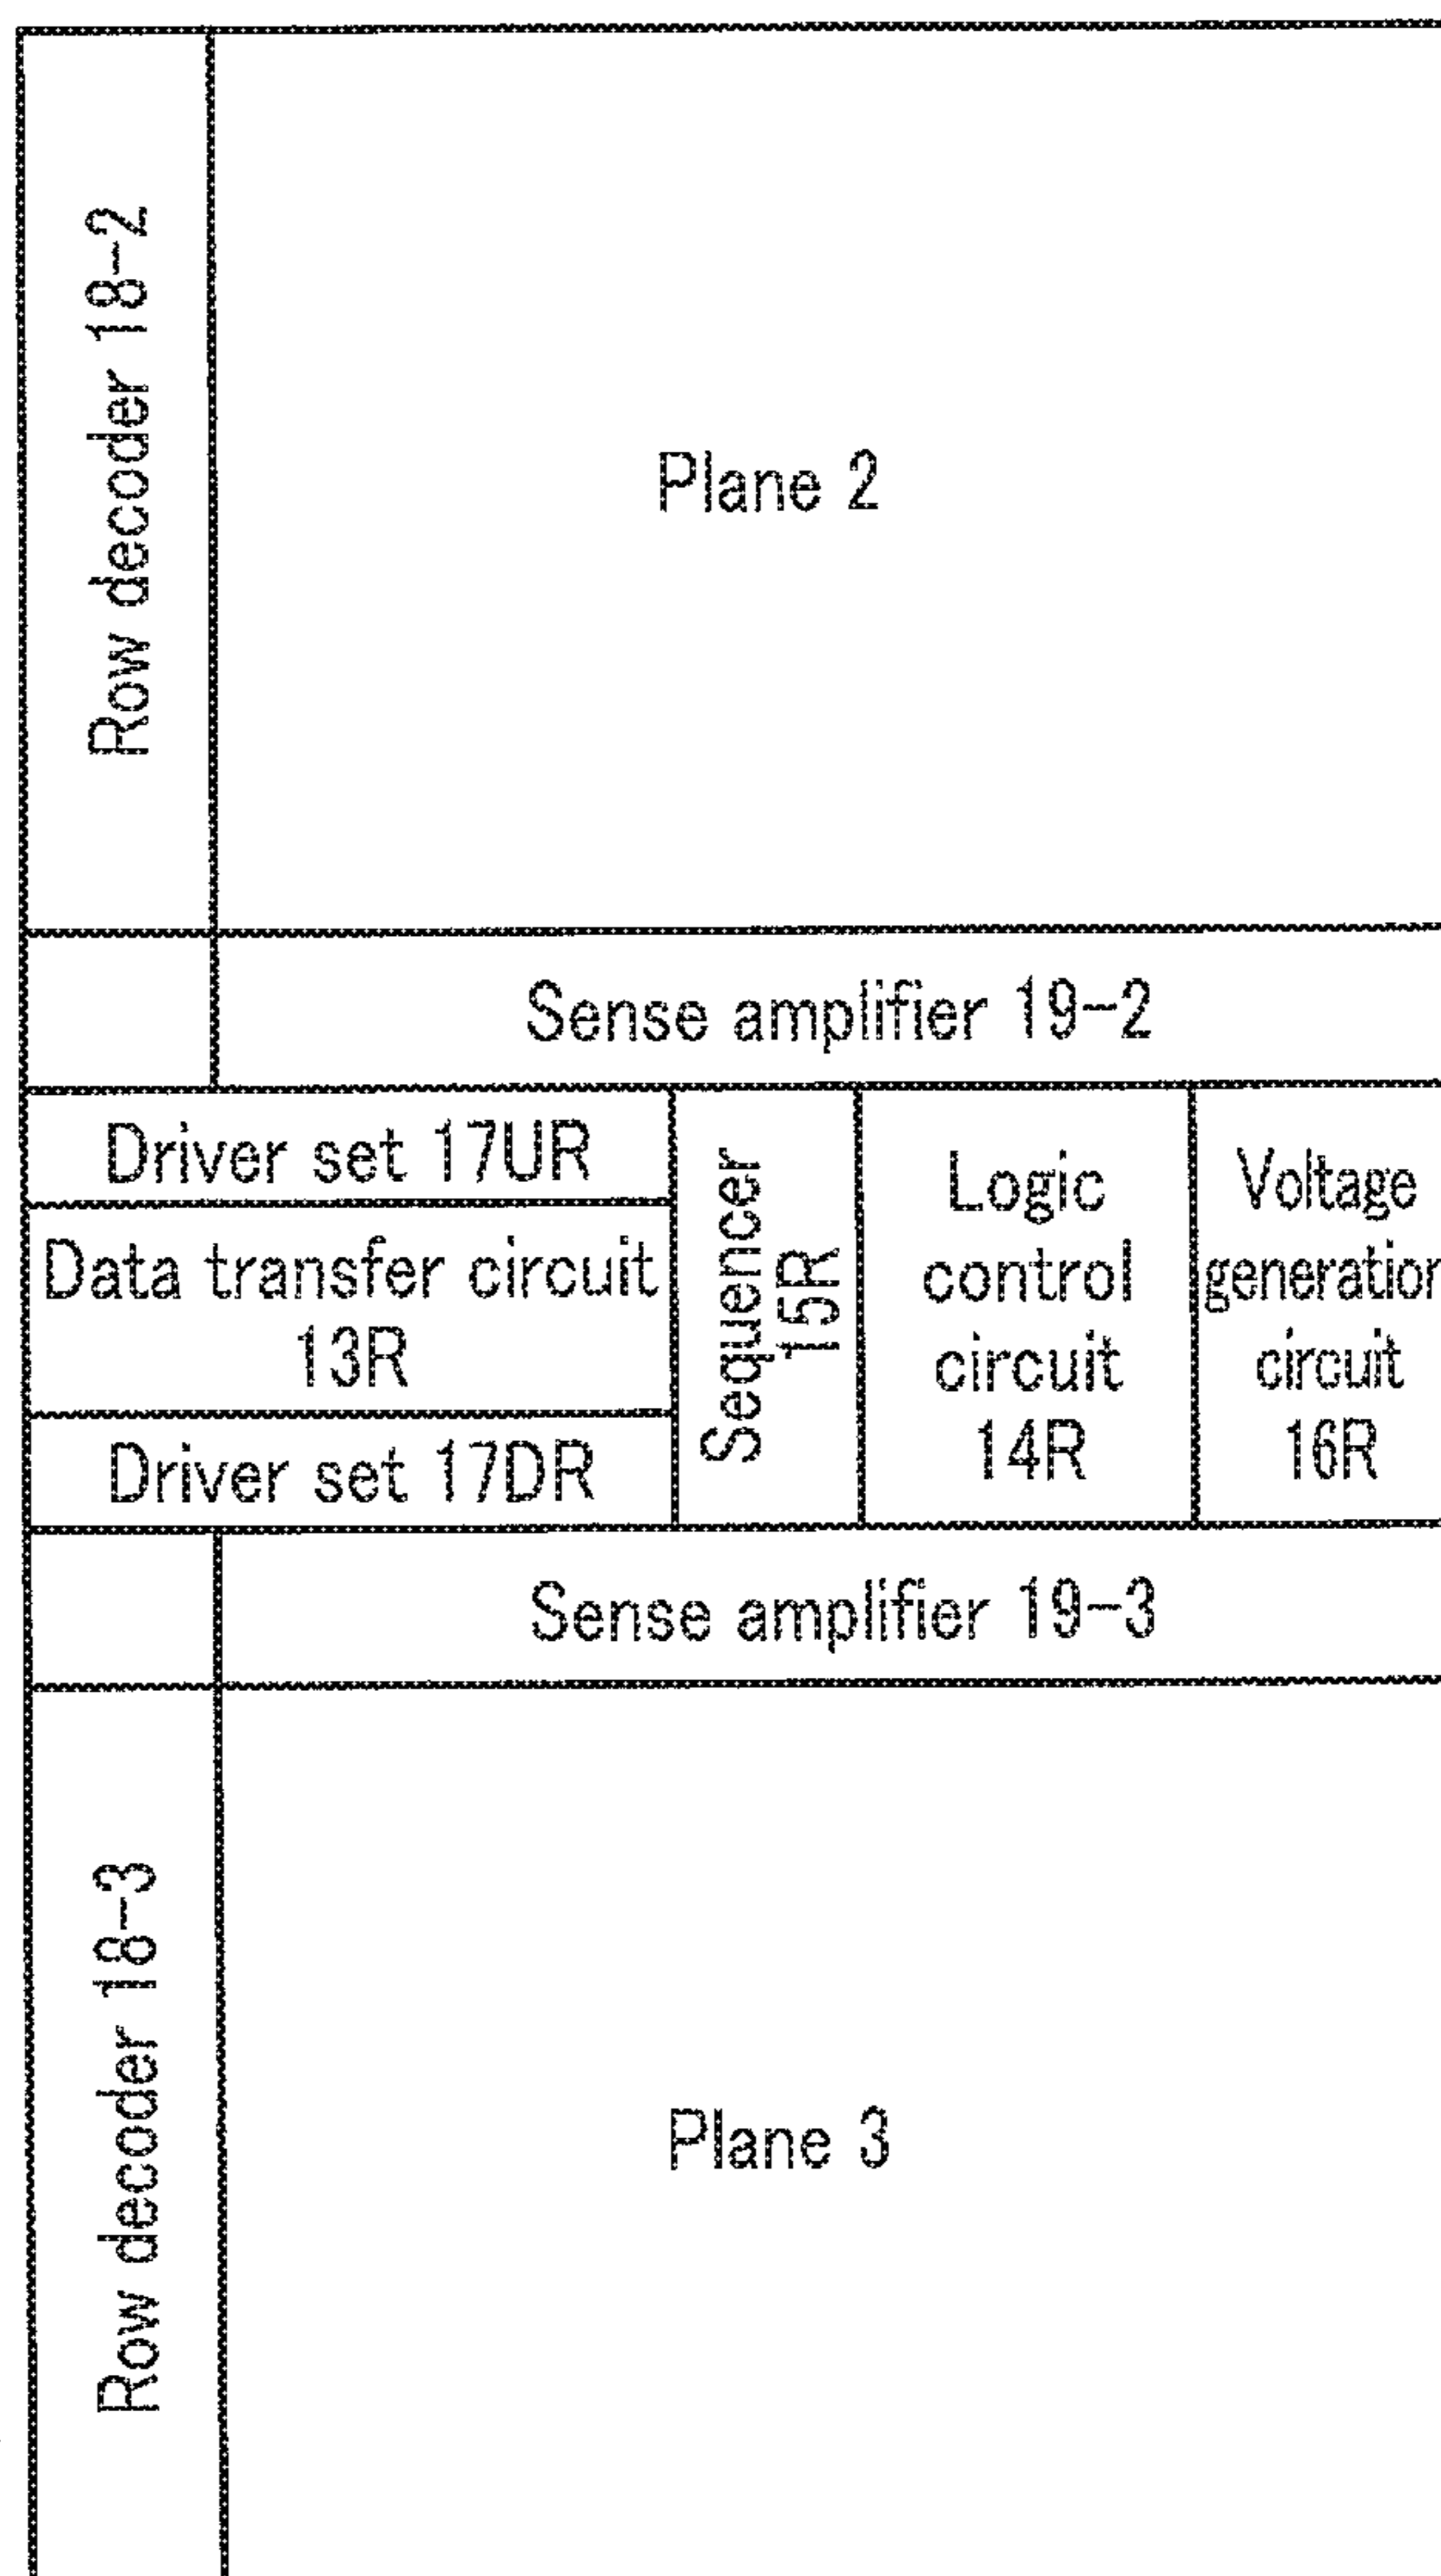 Row decoder 18-2
Plane 2
Sense amplifier 19-2
Driver set 17UR
Data transfer circuit
13R
Driver set 17DR
Sequencer
15R
Logic
control
circuit
14R
Voltage
generation
circuit
16R
Sense amplifier 19-3
Row decoder 18-3
Plane 3